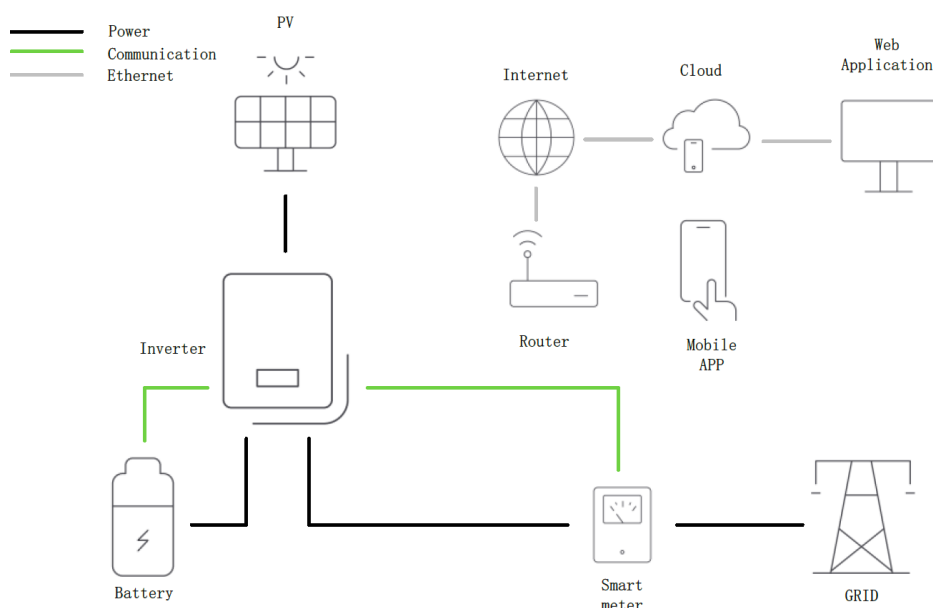 Power
Communication
Ethernet
PV
Internet
Cloud
Web
Application
Inverter
Router
Mobile
APP
Battery
Smart
meter
GRID